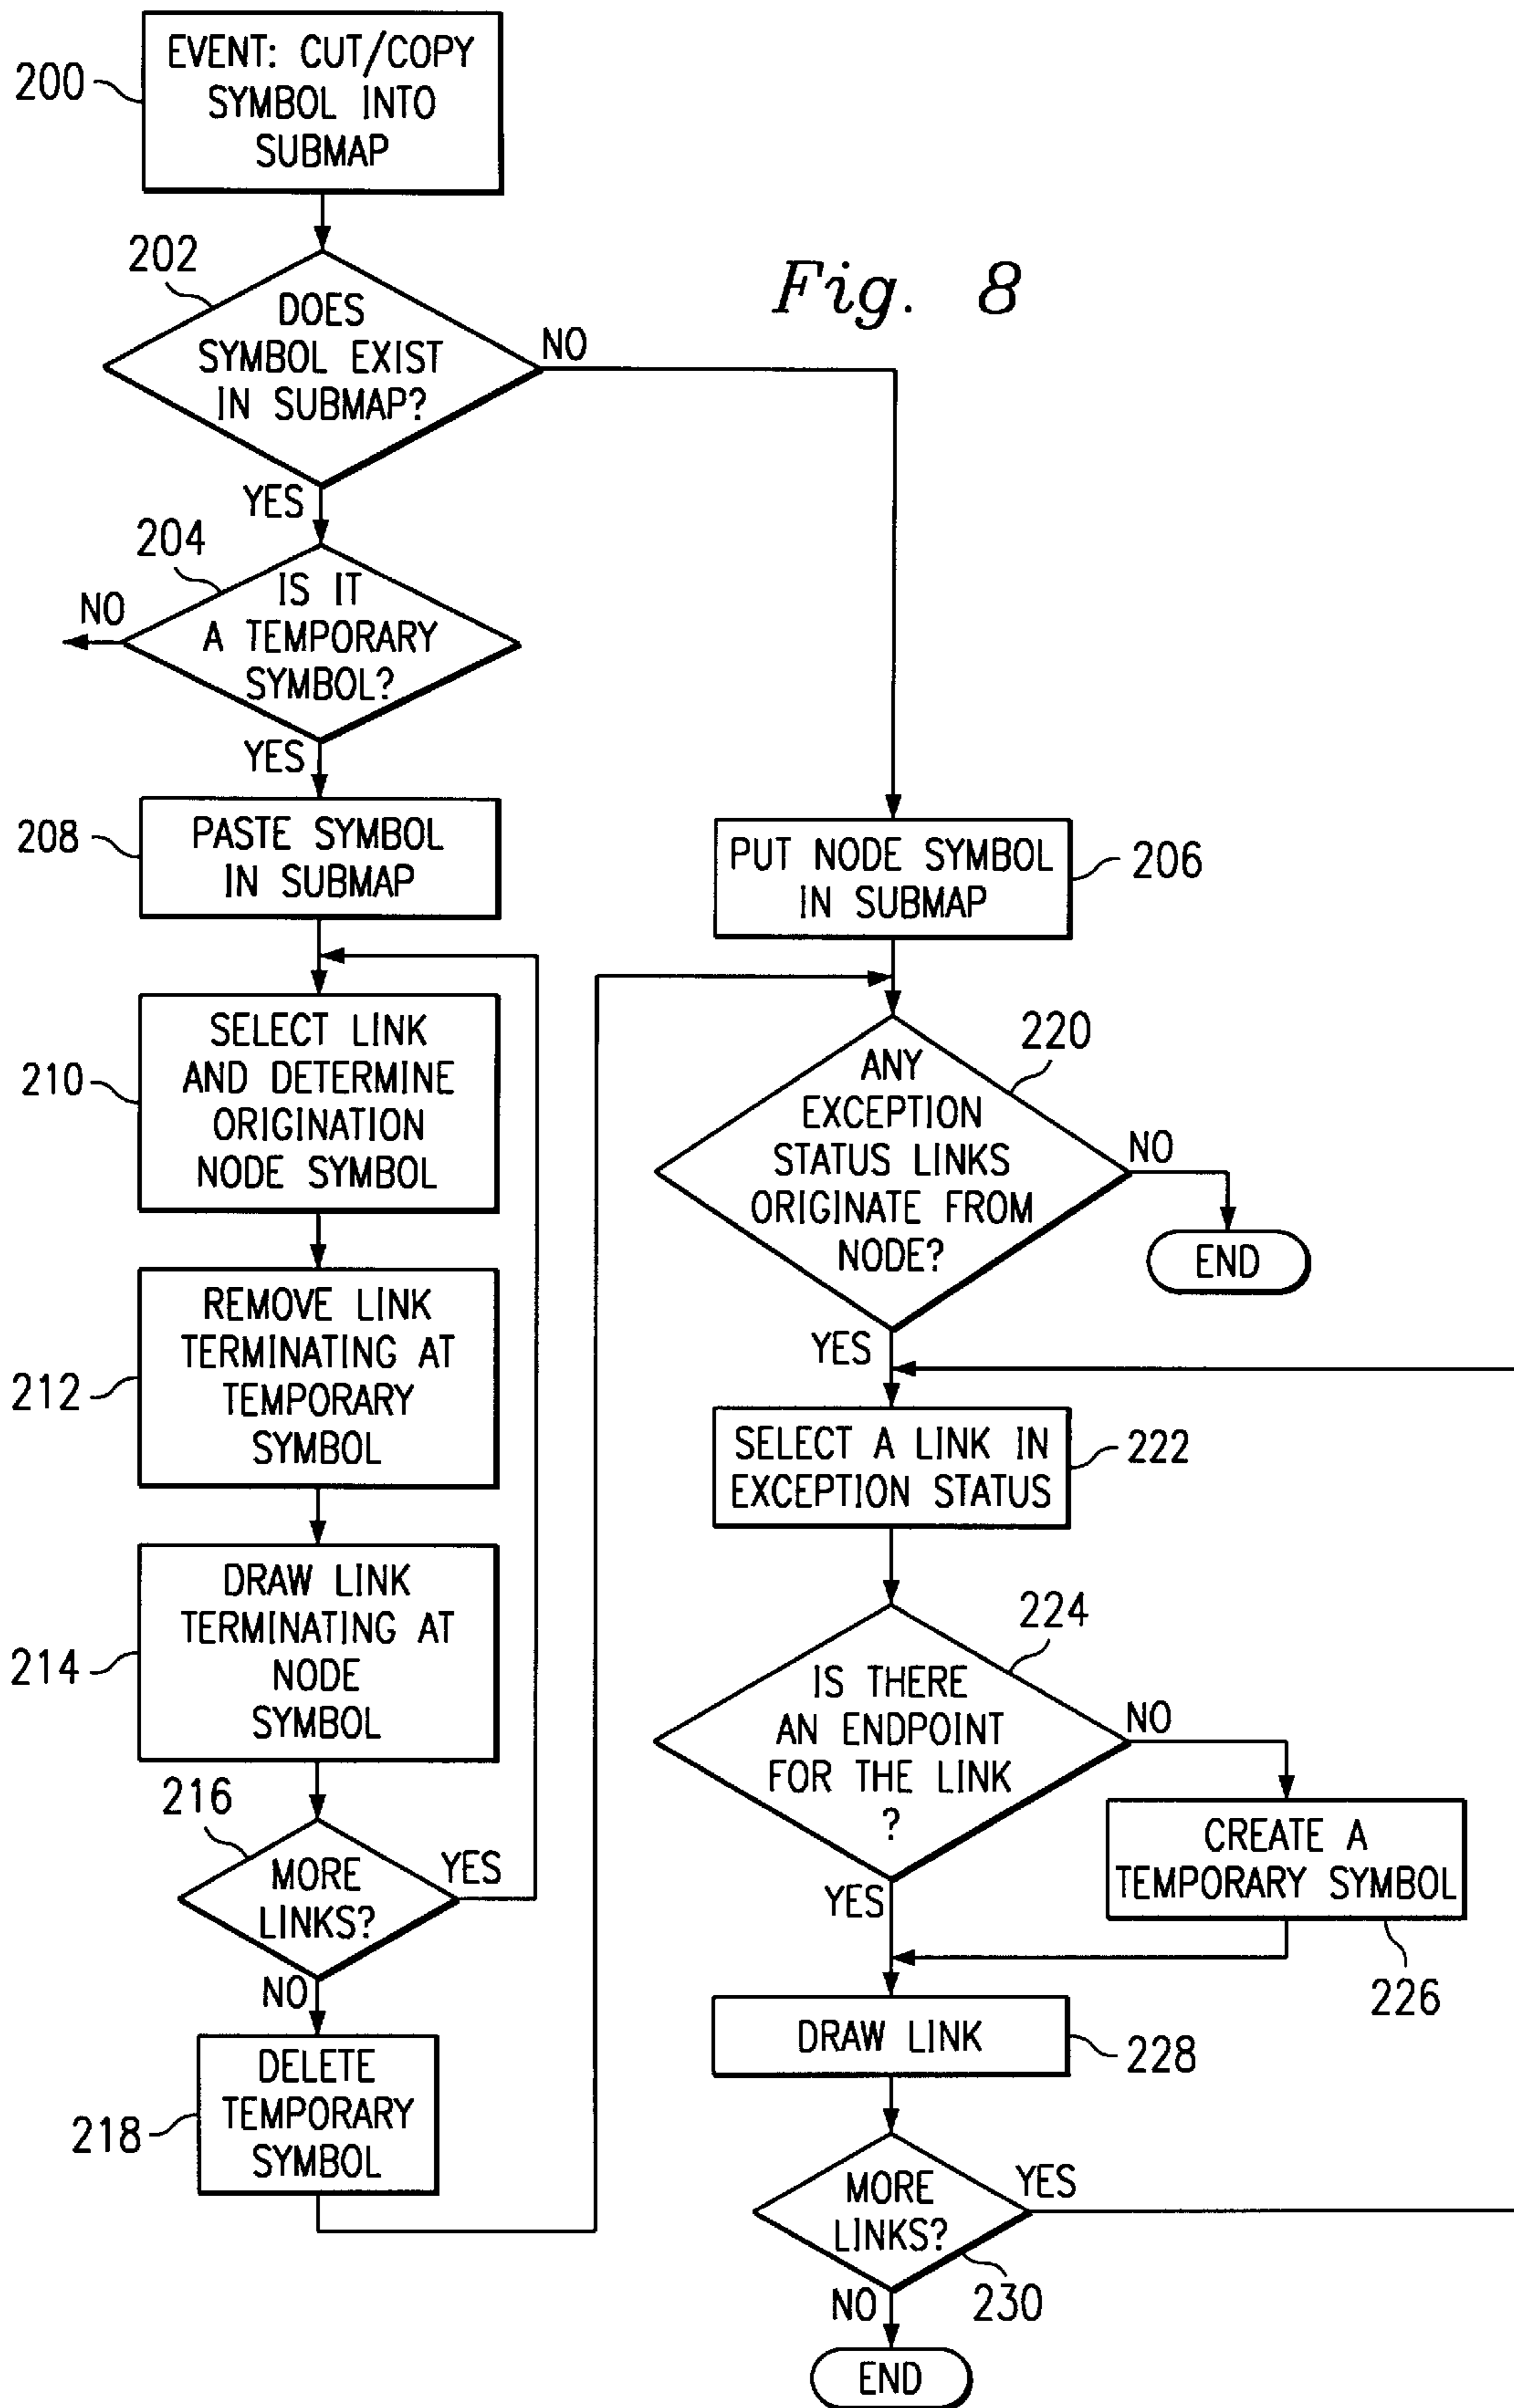 EVENT: CUT/COPY
SYMBOL INTO
SUBMAP
200
202
Fig. 8
DOES
SYMBOL EXIST
IN SUBMAP?
NO
YES
204
IS IT
A TEMPORARY
SYMBOL?
NO
YES
208
PASTE SYMBOL
IN SUBMAP
210
SELECT LINK
AND DETERMINE
ORIGINATION
NODE SYMBOL
212
REMOVE LINK
TERMINATING AT
TEMPORARY
SYMBOL
214
DRAW LINK
TERMINATING AT
NODE
SYMBOL
216
MORE
LINKS?
YES
NO
218
DELETE
TEMPORARY
SYMBOL
PUT NODE SYMBOL
IN SUBMAP
206
220
ANY
EXCEPTION
STATUS LINKS
ORIGINATE FROM
NODE?
NO
END
YES
SELECT A LINK IN
EXCEPTION STATUS
222
224
IS THERE
AN ENDPOINT
FOR THE LINK
?
NO
CREATE A
TEMPORARY SYMBOL
226
YES
DRAW LINK
228
MORE
LINKS?
YES
230
NO
END